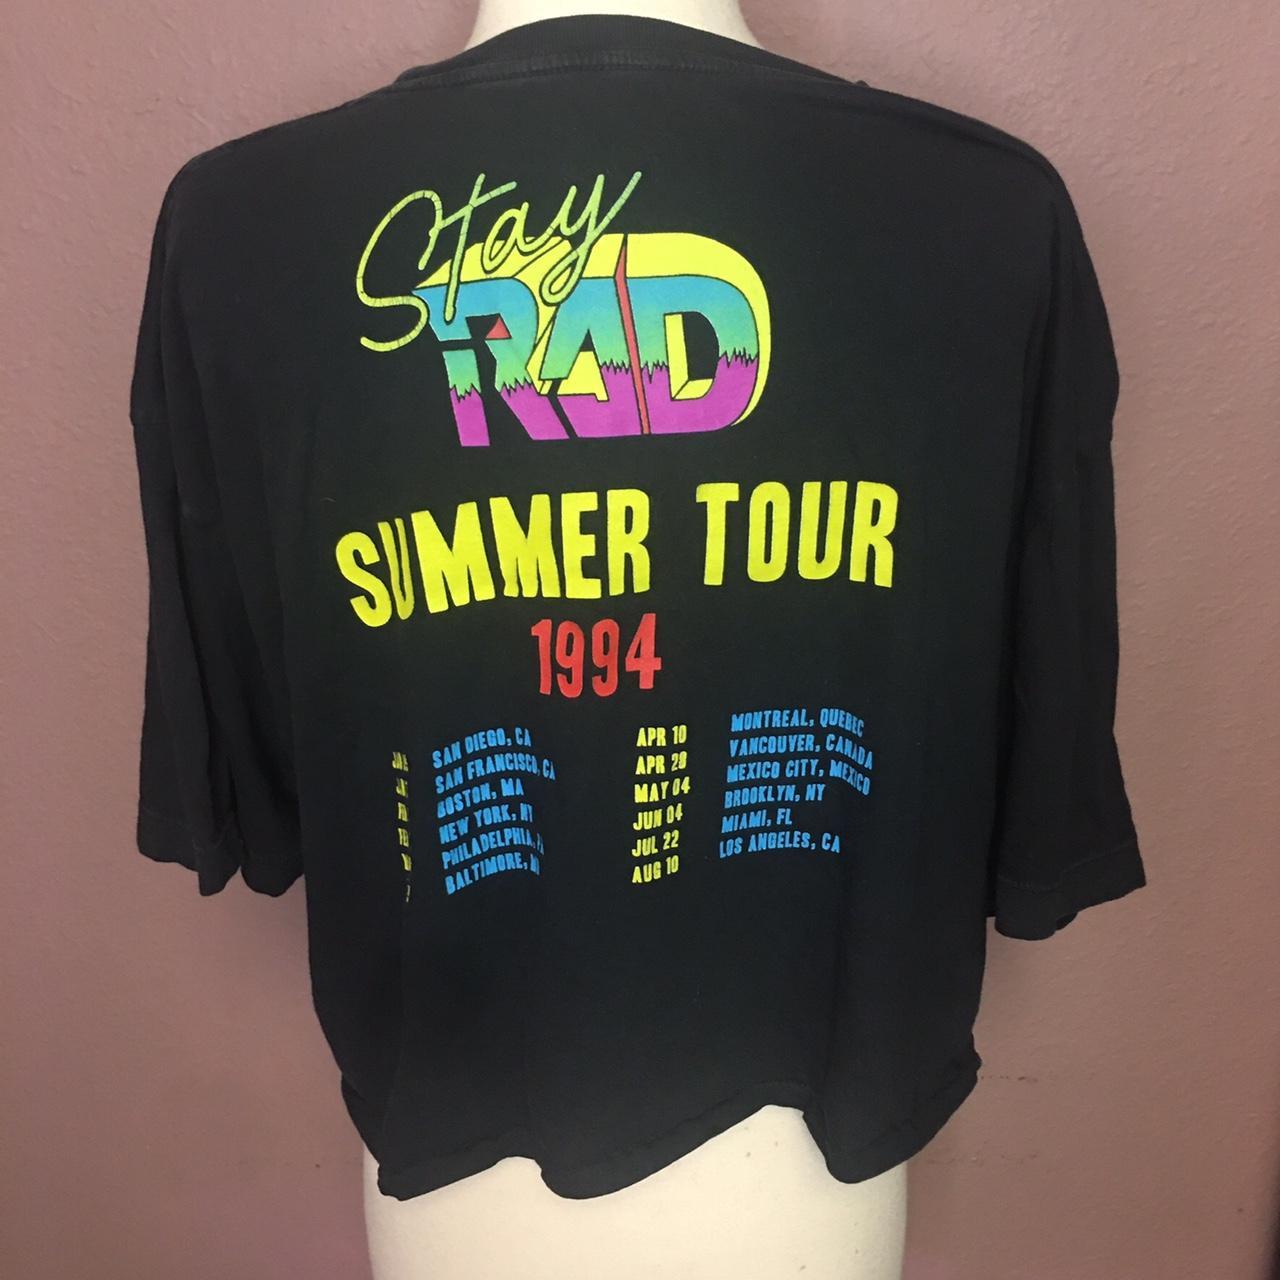 Stay
RAD
SUMMER TOUR
1994
SAN DIEGO, CA
SAN FRANCISCO, CA
BOSTON, MA
NEW YORK, NY
PHILADELPHIA,
BALTIMORE,
APR 10 MONTREAL, QUEBEC
APR 29 VANCOUVER, CANADA
MAY 04 MEXICO CITY, MEXICO
JUN 04 BROOKLYN, NY
JUL 22 MIAMI, FL
AUG 10 LOS ANGELES, CA